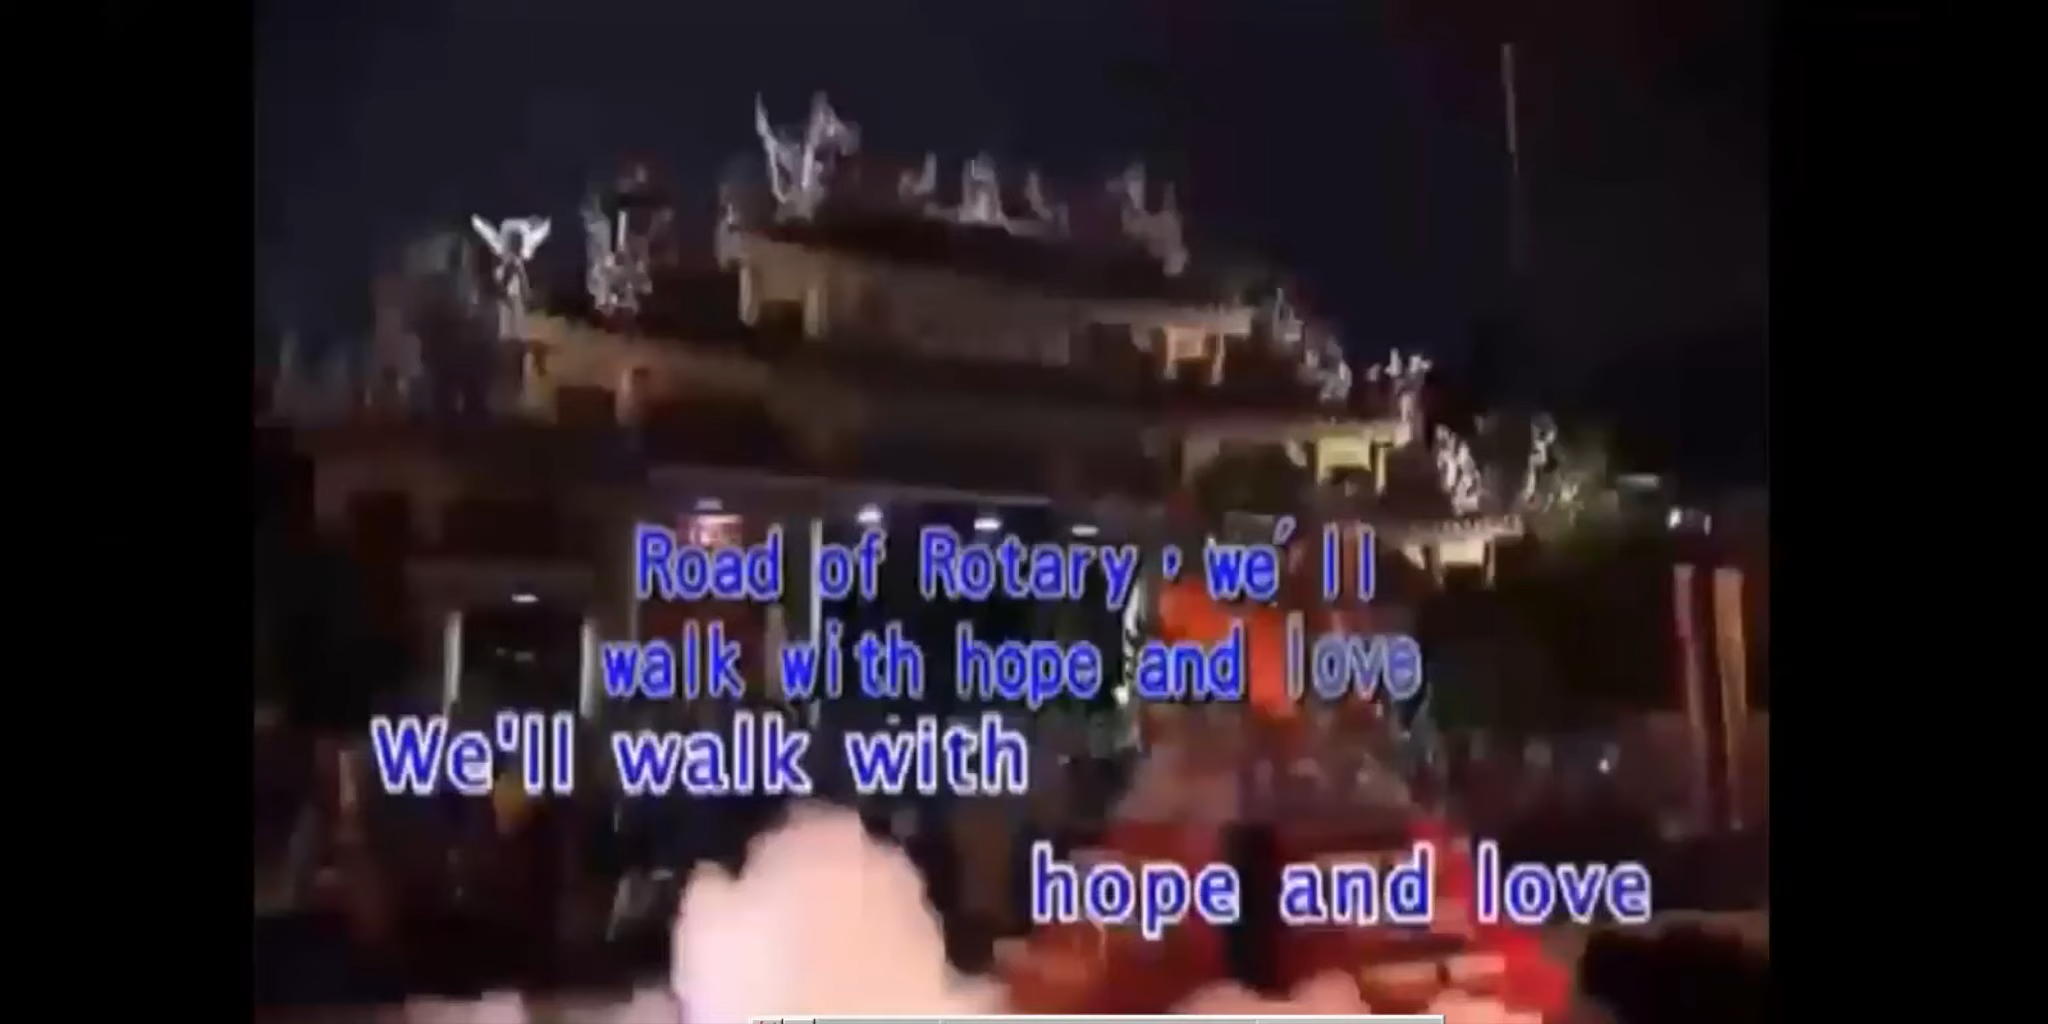 Road of Rotary，we´ll
walk with hope and love
We'll walk with
hope and love